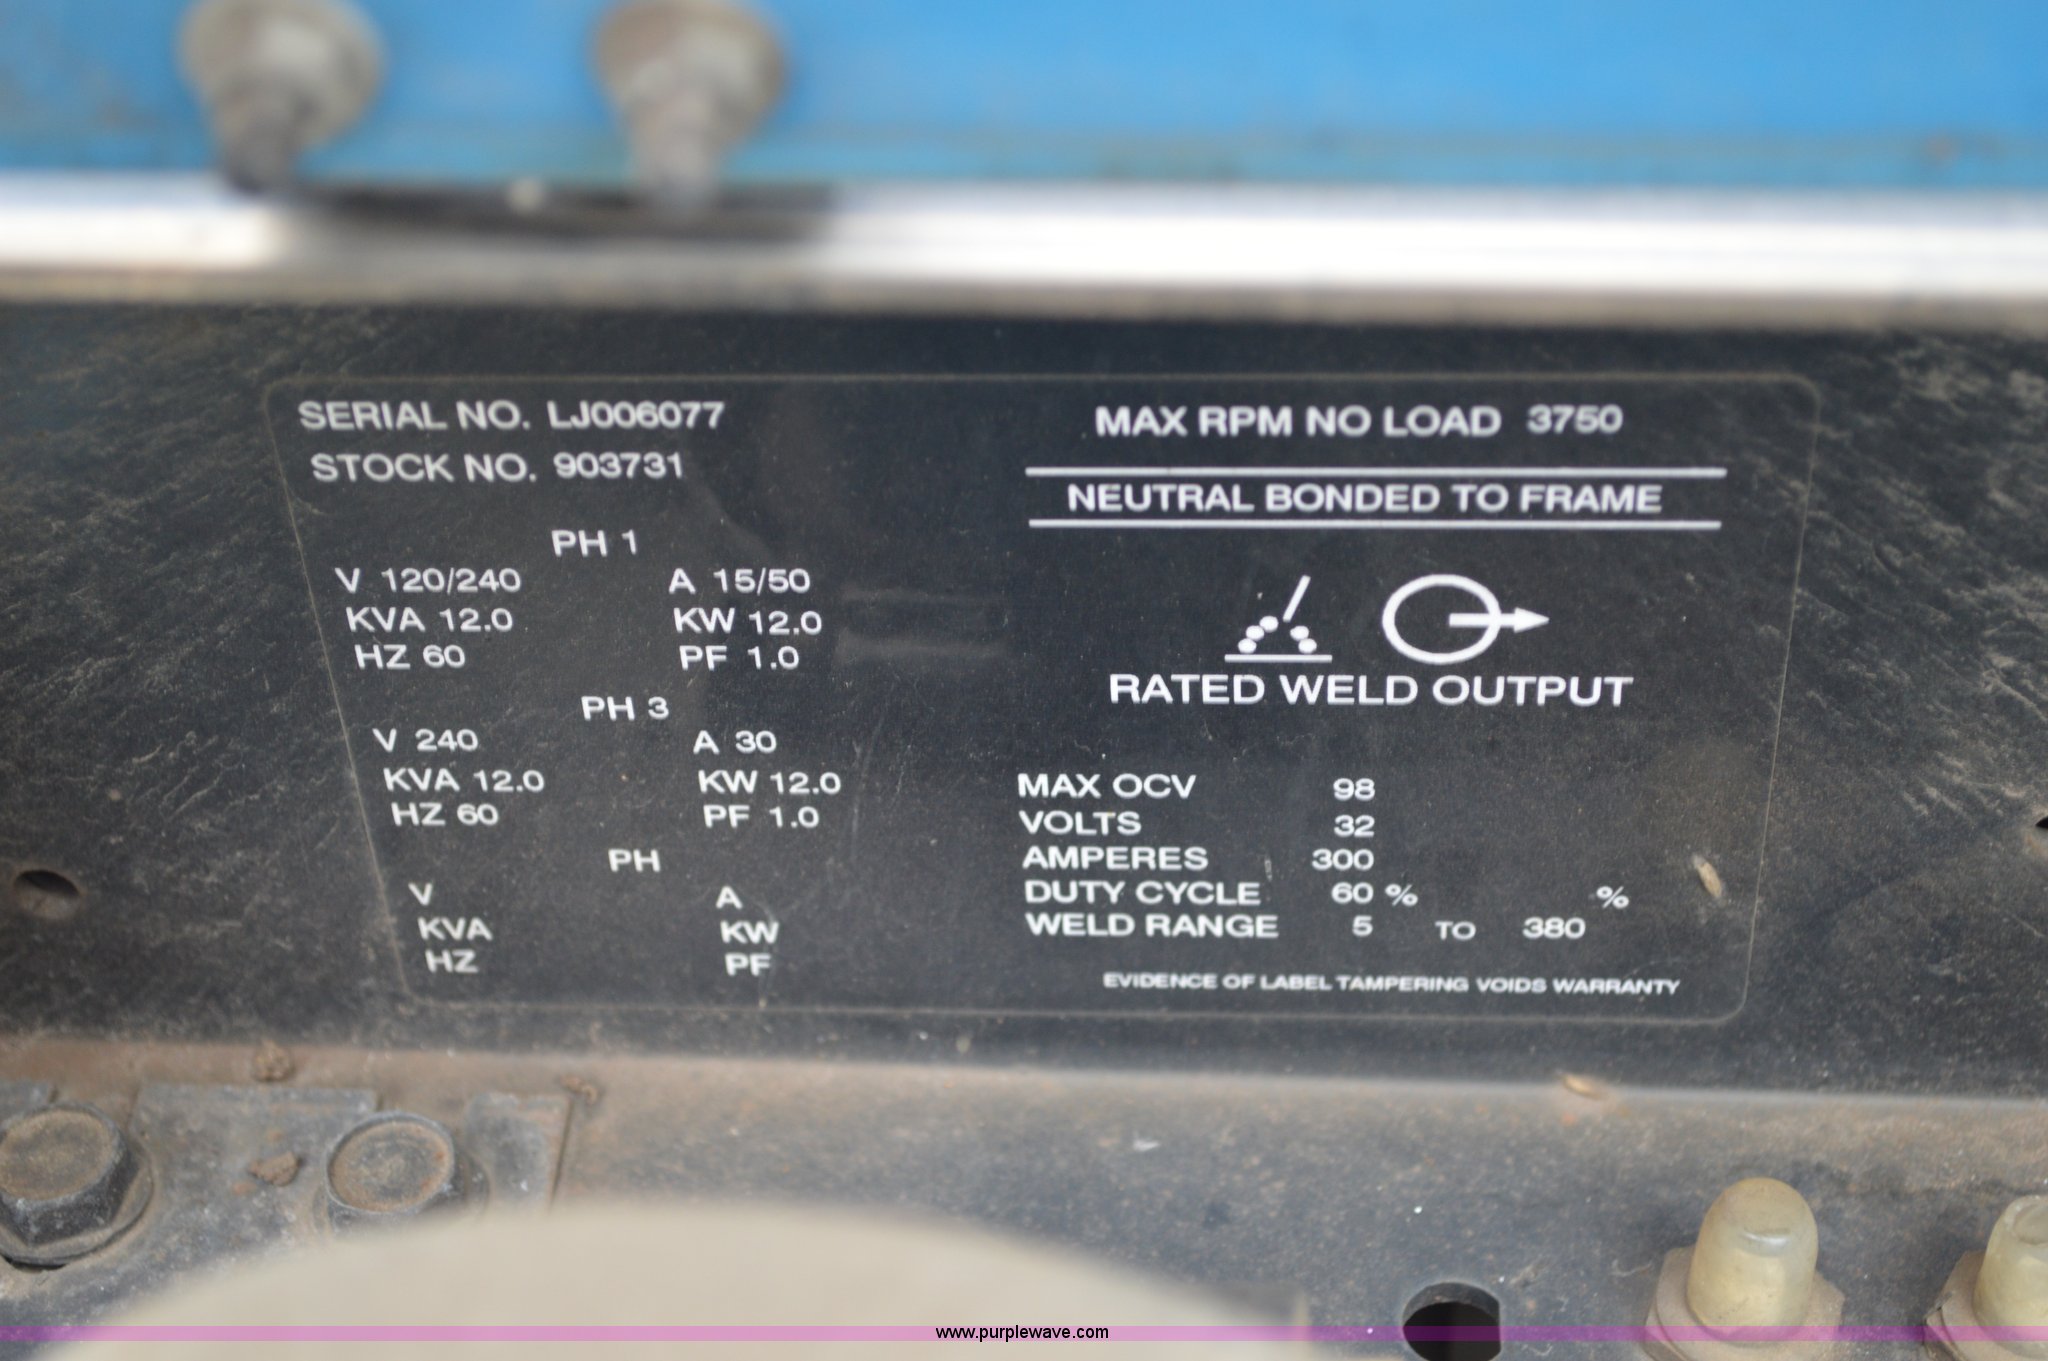 SERIAL NO. LJ006077
STOCK NO. 903731
PH 1
V 120/240 A 15/50
KVA 12.0 KW 12.0
HZ 60 PF 1.0
PH 3
V 240 A 30
KVA 12.0 KW 12.0
HZ 60 PF 1.0
PH
V A
KVA KW
HZ PF
MAX RPM NO LOAD 3750
NEUTRAL BONDED TO FRAME
RATED WELD OUTPUT
MAX OCV 98
VOLTS 32
AMPERES 300
DUTY CYCLE 60 % %
WELD RANGE 5 TO 380
EVIDENCE OF LABEL TAMPERING VOIDS WARRANTY
www.purplewave.com